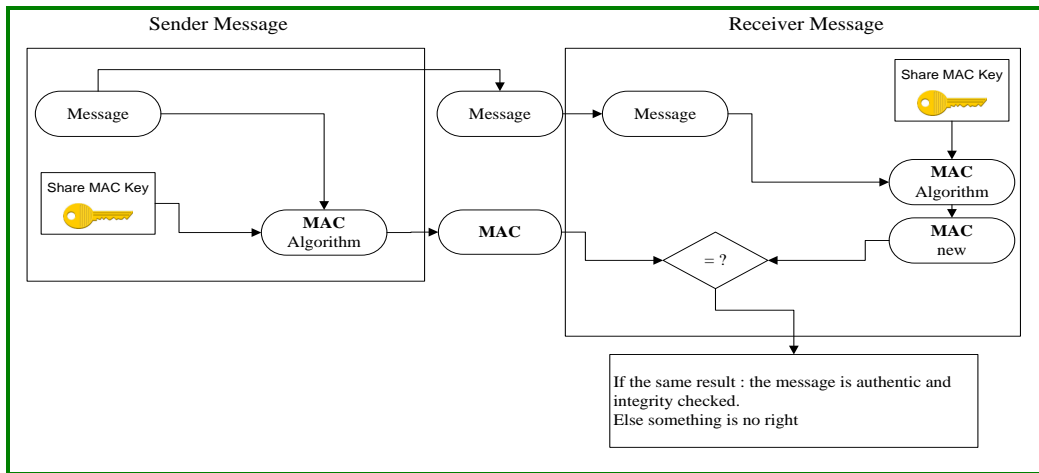 Sender Message
Receiver Message
Message
Message
Message
Share MAC Key
Share MAC Key
MAC
Algorithm
MAC
Algorithm
MAC
MAC
new
= ?
If the same result : the message is authentic and
integrity checked.
Else something is no right